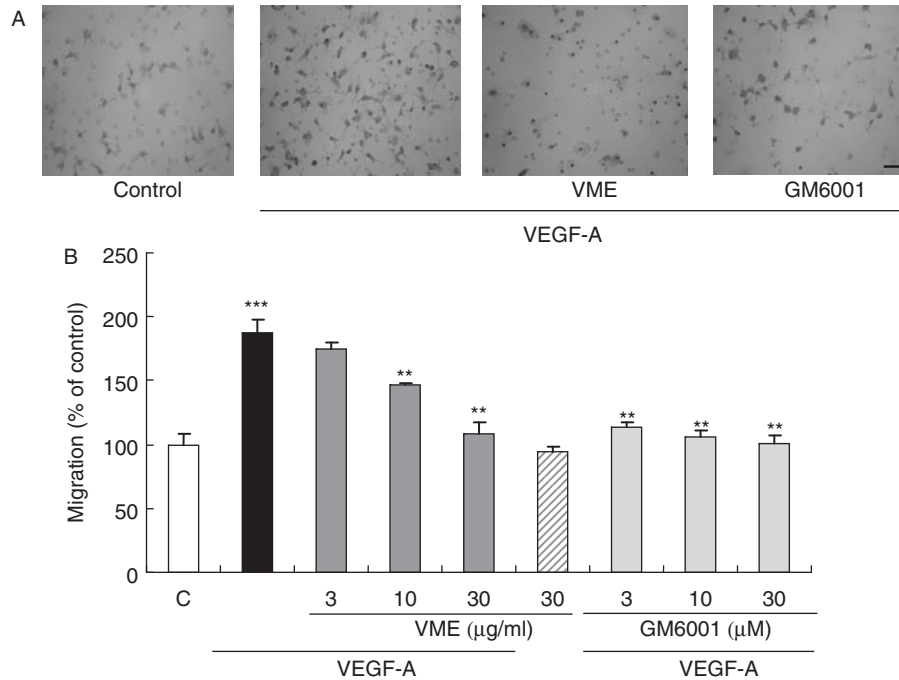 A
Control
VME
GM6001
VEGF-A
B
Migration (% of control)
250
200
150
100
50
0
***
**
**
**
**
**
C
3
10
30
30
3
10
30
VME (μg/ml)
GM6001 (μM)
VEGF-A
VEGF-A